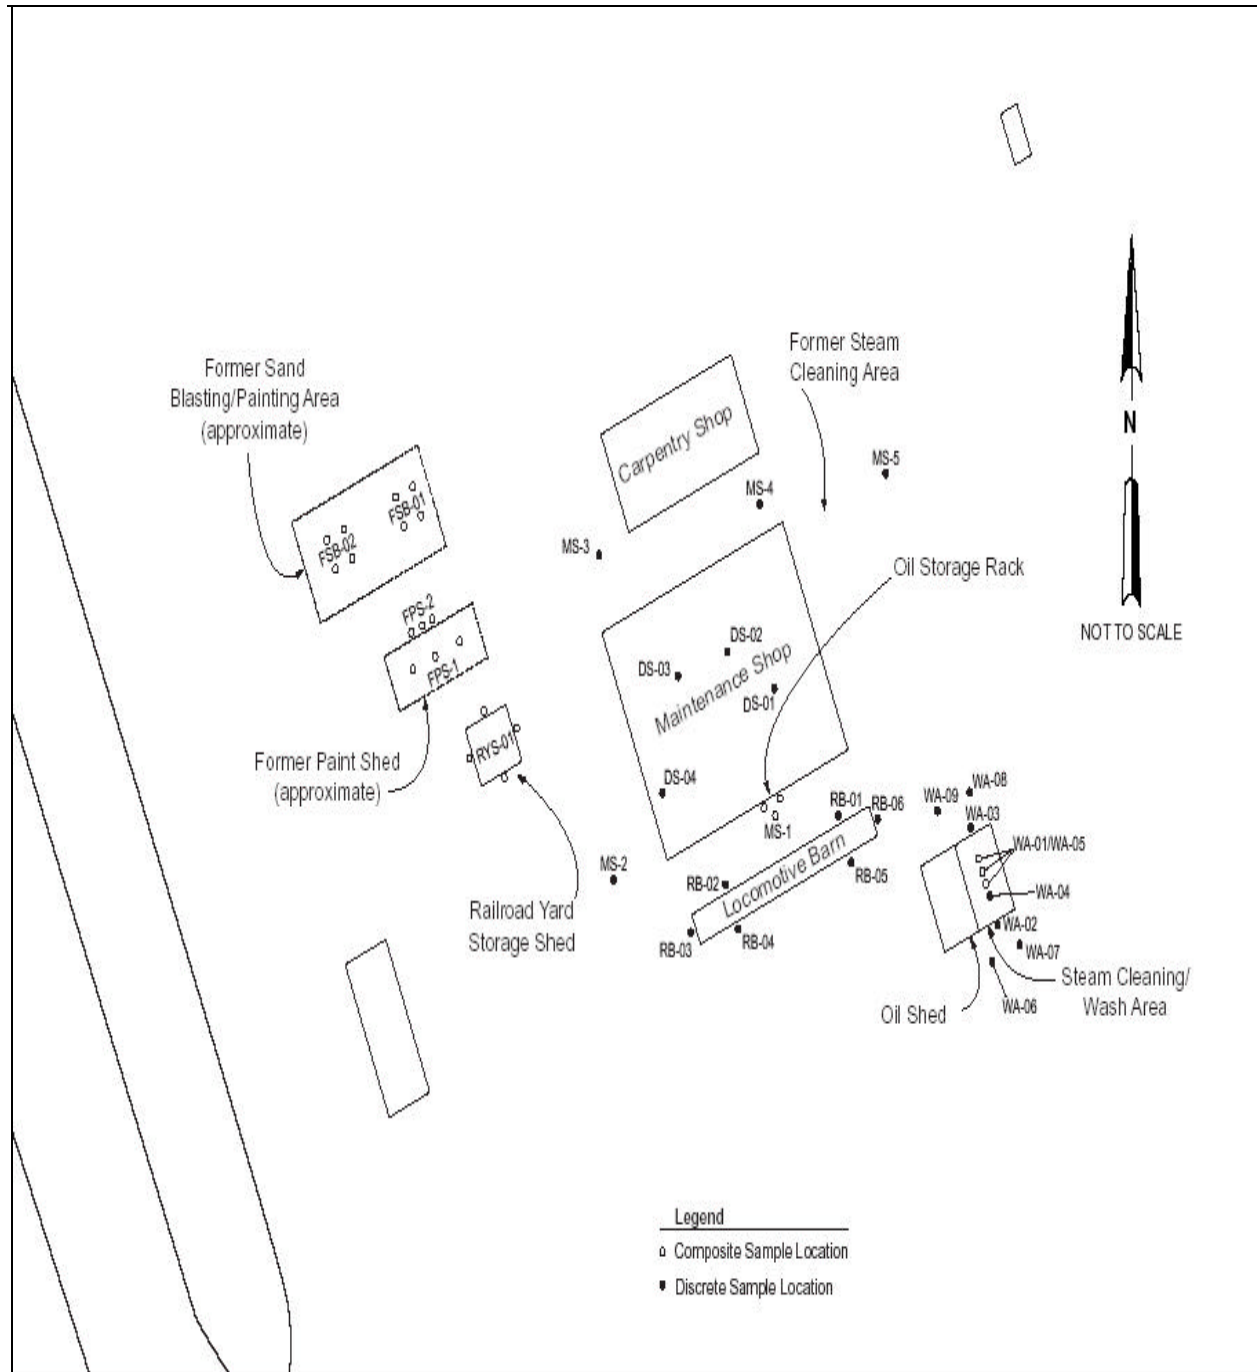 Former Steam
Cleaning Area
Former Sand
Blasting/Painting Area
(approximate)
Carpentry Shop
N
MS-5
MS-4
FSB-01
FSB-02
MS-3
Oil Storage Rack
FPS-2
NOT TO SCALE
DS-02
DS-03
FPS-1
Maintenance Shop
DS-01
RYS-01
Former Paint Shed
(approximate)
DS-04
WA-08
RB-01
RB-06
WA-09
WA-03
MS-1
WA-01/WA-05
MS-2
RB-02
Locomotive Barn
RB-05
WA-04
Railroad Yard
Storage Shed
WA-02
RB-03
RB-04
WA-07
Steam Cleaning/
Wash Area
WA-06
Oil Shed
Legend
Composite Sample Location
Discrete Sample Location